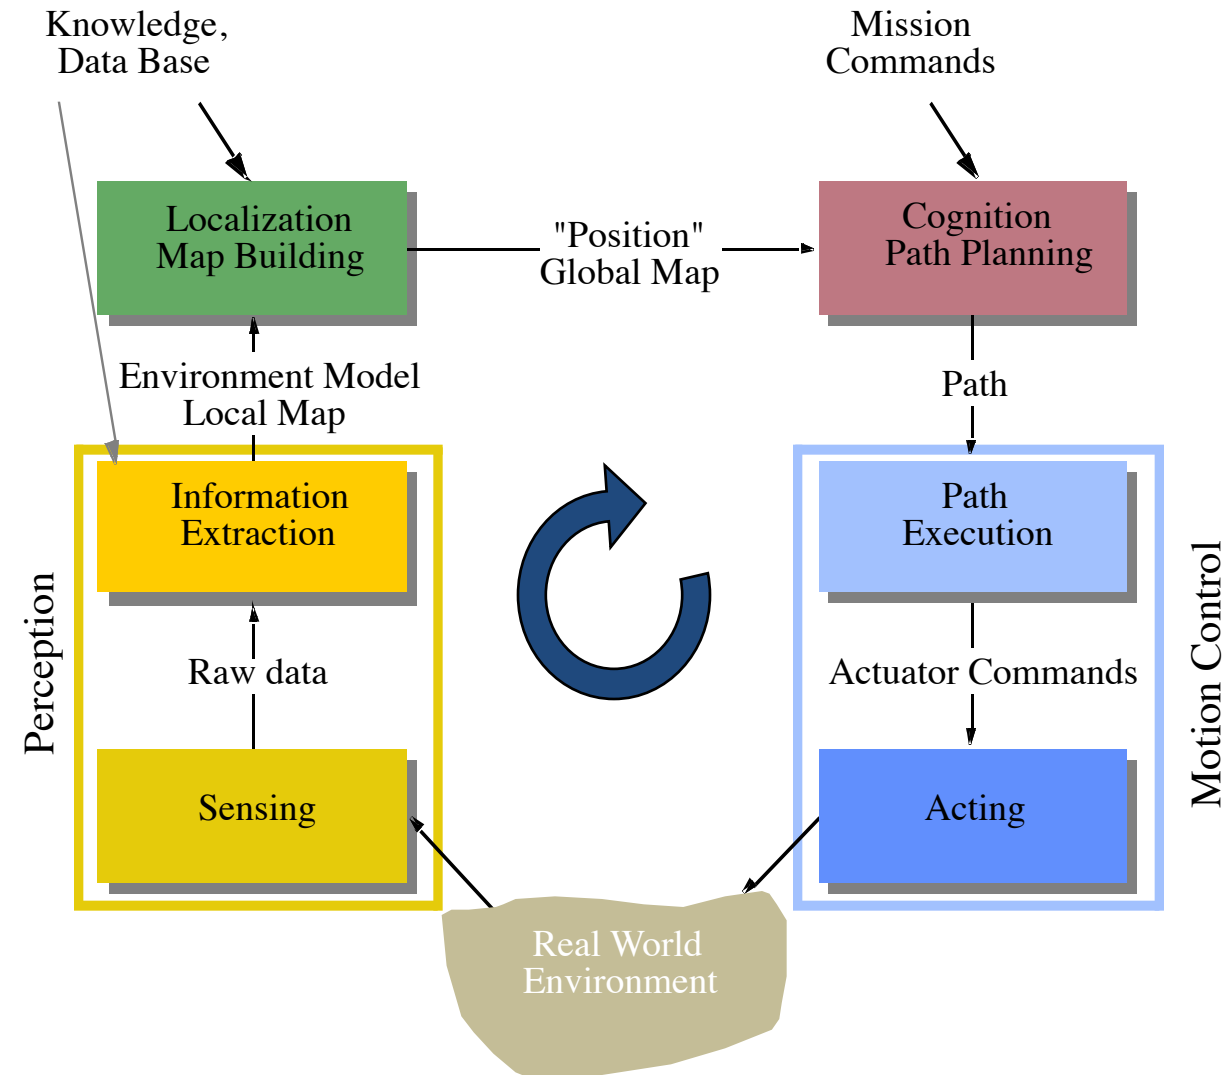 Knowledge,
Data Base
Mission
Commands
Localization
Map Building
"Position"
Global Map
Cognition
Path Planning
Environment Model
Local Map
Path
Information
Extraction
Path
Execution
Perception
Motion Control
Raw data
Actuator Commands
Sensing
Acting
Real World
Environment